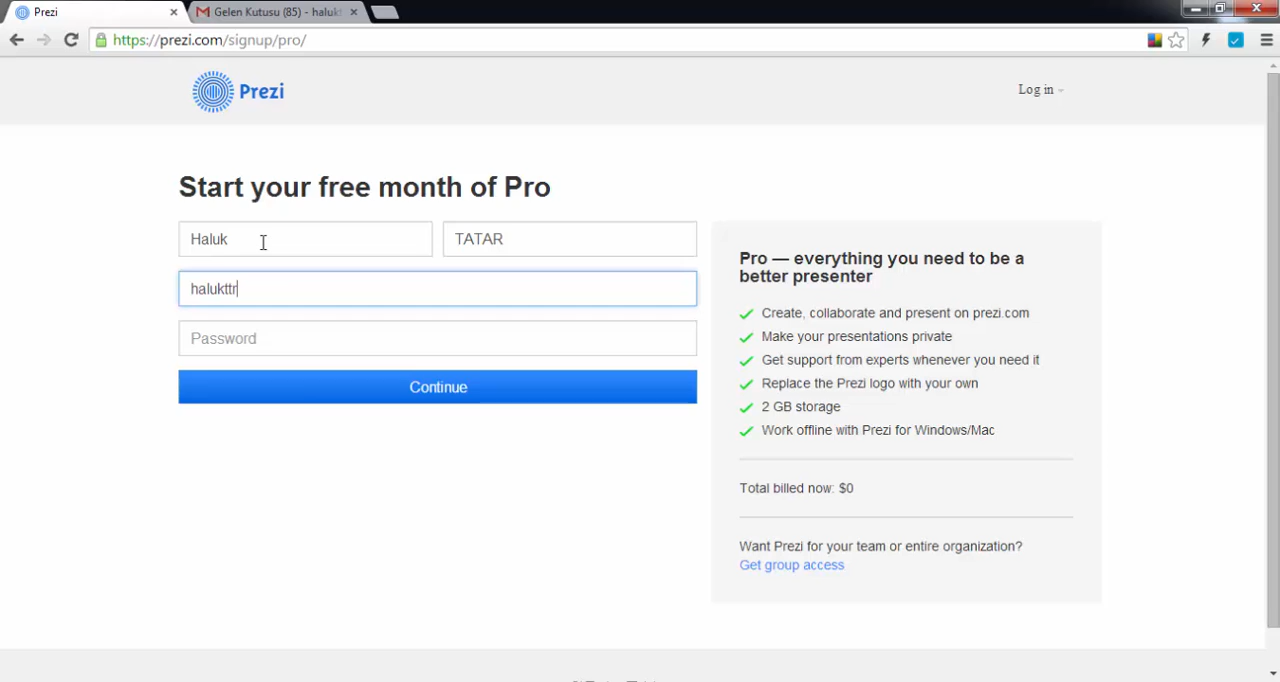 Prezi
Gelen Kutusu (85) - halukt
https://prezi.com/signup/pro/
Prezi
Log in
Start your free month of Pro
Haluk
TATAR
halukttr
Password
Continue
Pro — everything you need to be a
better presenter
Create, collaborate and present on prezi.com
Make your presentations private
Get support from experts whenever you need it
Replace the Prezi logo with your own
2 GB storage
Work offline with Prezi for Windows/Mac
Total billed now: $0
Want Prezi for your team or entire organization?
Get group access